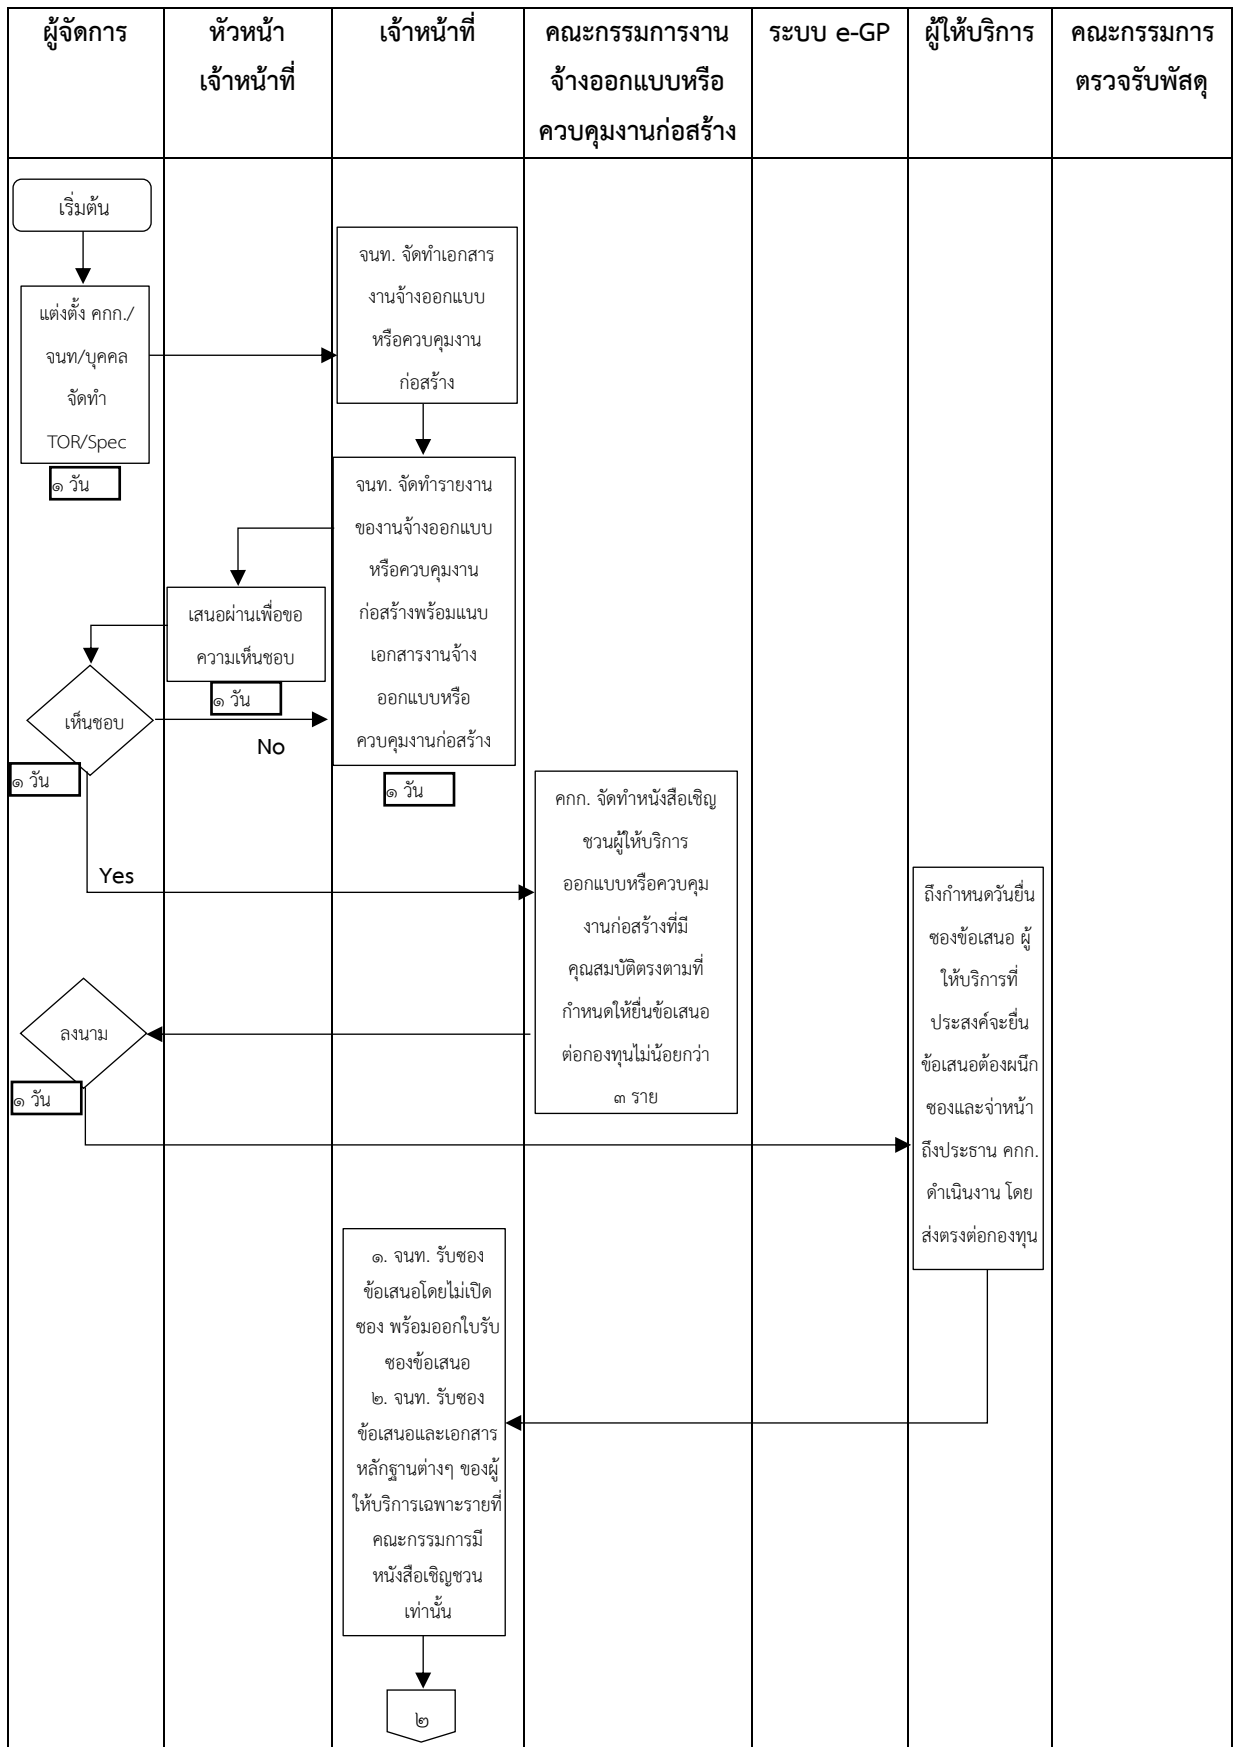 ผู้จัดการ
หัวหน้า
เจ้าหน้าที่
เจ้าหน้าที่
คณะกรรมการงาน
จ้างออกแบบหรือ
ควบคุมงานก่อสร้าง
ระบบ e-GP
ผู้ให้บริการ
คณะกรรมการ
ตรวจรับพัสดุ
เริ่มต้น
แต่งตั้ง คกก./
จนท/บุคคล
จัดทำ
TOR/Spec
๑ วัน
จนท. จัดทำเอกสาร
งานจ้างออกแบบ
หรือควบคุมงาน
ก่อสร้าง
จนท. จัดทำรายงาน
ของานจ้างออกแบบ
หรือควบคุมงาน
ก่อสร้างพร้อมแนบ
เอกสารงานจ้าง
ออกแบบหรือ
ควบคุมงานก่อสร้าง
๑ วัน
เสนอผ่านเพื่อขอ
ความเห็นชอบ
๑ วัน
เห็นชอบ
๑ วัน
No
Yes
คกก. จัดทำหนังสือเชิญ
ชวนผู้ให้บริการ
ออกแบบหรือควบคุม
งานก่อสร้างที่มี
คุณสมบัติตรงตามที่
กำหนดให้ยื่นข้อเสนอ
ต่อกองทุนไม่น้อยกว่า
๓ ราย
ลงนาม
๑ วัน
ถึงกำหนดวันยื่น
ซองข้อเสนอ ผู้
ให้บริการที่
ประสงค์จะยื่น
ข้อเสนอต้องผนึก
ซองและจ่าหน้า
ถึงประธาน คกก.
ดำเนินงาน โดย
ส่งตรงต่อกองทุน
๑. จนท. รับซอง
ข้อเสนอโดยไม่เปิด
ซอง พร้อมออกใบรับ
ซองข้อเสนอ
๒. จนท. รับซอง
ข้อเสนอและเอกสาร
หลักฐานต่างๆ ของผู้
ให้บริการเฉพาะรายที่
คณะกรรมการมี
หนังสือเชิญชวน
เท่านั้น
๒